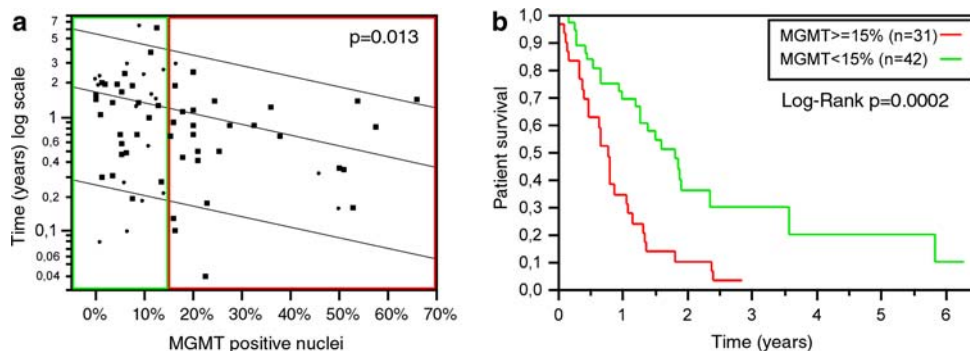 a
p=0.013
Time (years) log scale
7
5
4
3
2
1
0,6
0,4
0,2
0,1
0,06
0,04
0% 10% 20% 30% 40% 50% 60% 70%
MGMT positive nuclei
b
MGMT>=15% (n=31)
MGMT<15% (n=42)
Log-Rank p=0.0002
Patient survival
1,0
0,9
0,8
0,7
0,6
0,5
0,4
0,3
0,2
0,1
0
0 1 2 3 4 5 6
Time (years)